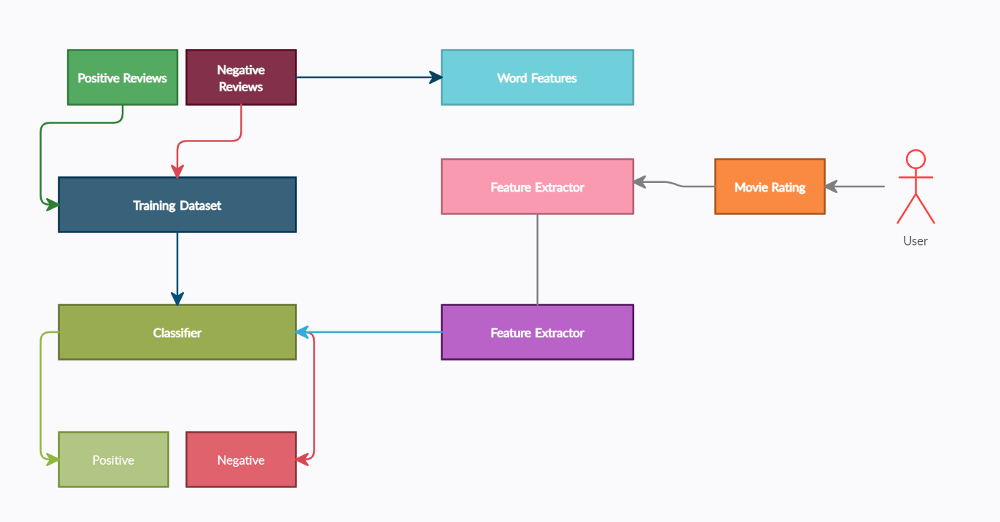 Positive Reviews
Negative
Reviews
Word Features
Feature Extractor
Movie Rating
Training Dataset
User
Classifier
Feature Extractor
Positive
Negative